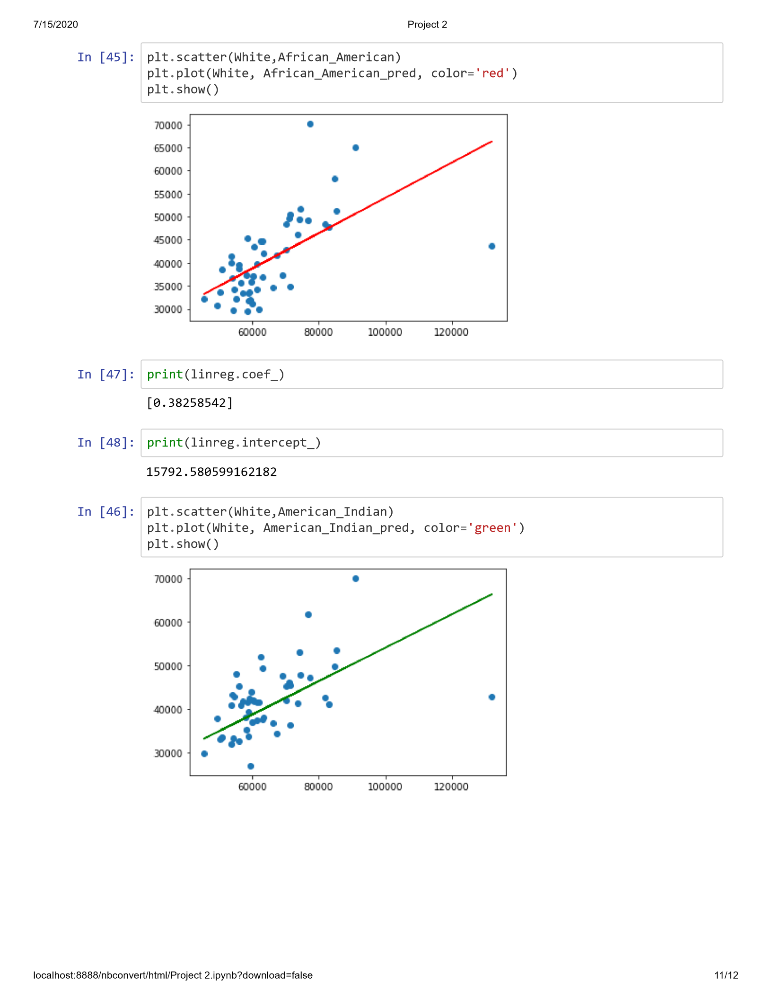 7/15/2020 Project 2
In [45]: plt.scatter(White,African_American)
plt.plot(White, African_American_pred, color='red')
plt.show()
70000
65000
60000
55000
50000
45000
40000
35000
30000
60000 80000 100000 120000
In [47]: print(linreg.coef_)
[0.38258542]
In [48]: print(linreg.intercept_)
15792.580599162182
In [46]: plt.scatter(White,American_Indian)
plt.plot(White, American_Indian_pred, color='green')
plt.show()
70000
60000
50000
40000
30000
60000 80000 100000 120000
localhost:8888/nbconvert/html/Project 2.ipynb?download=false 11/12